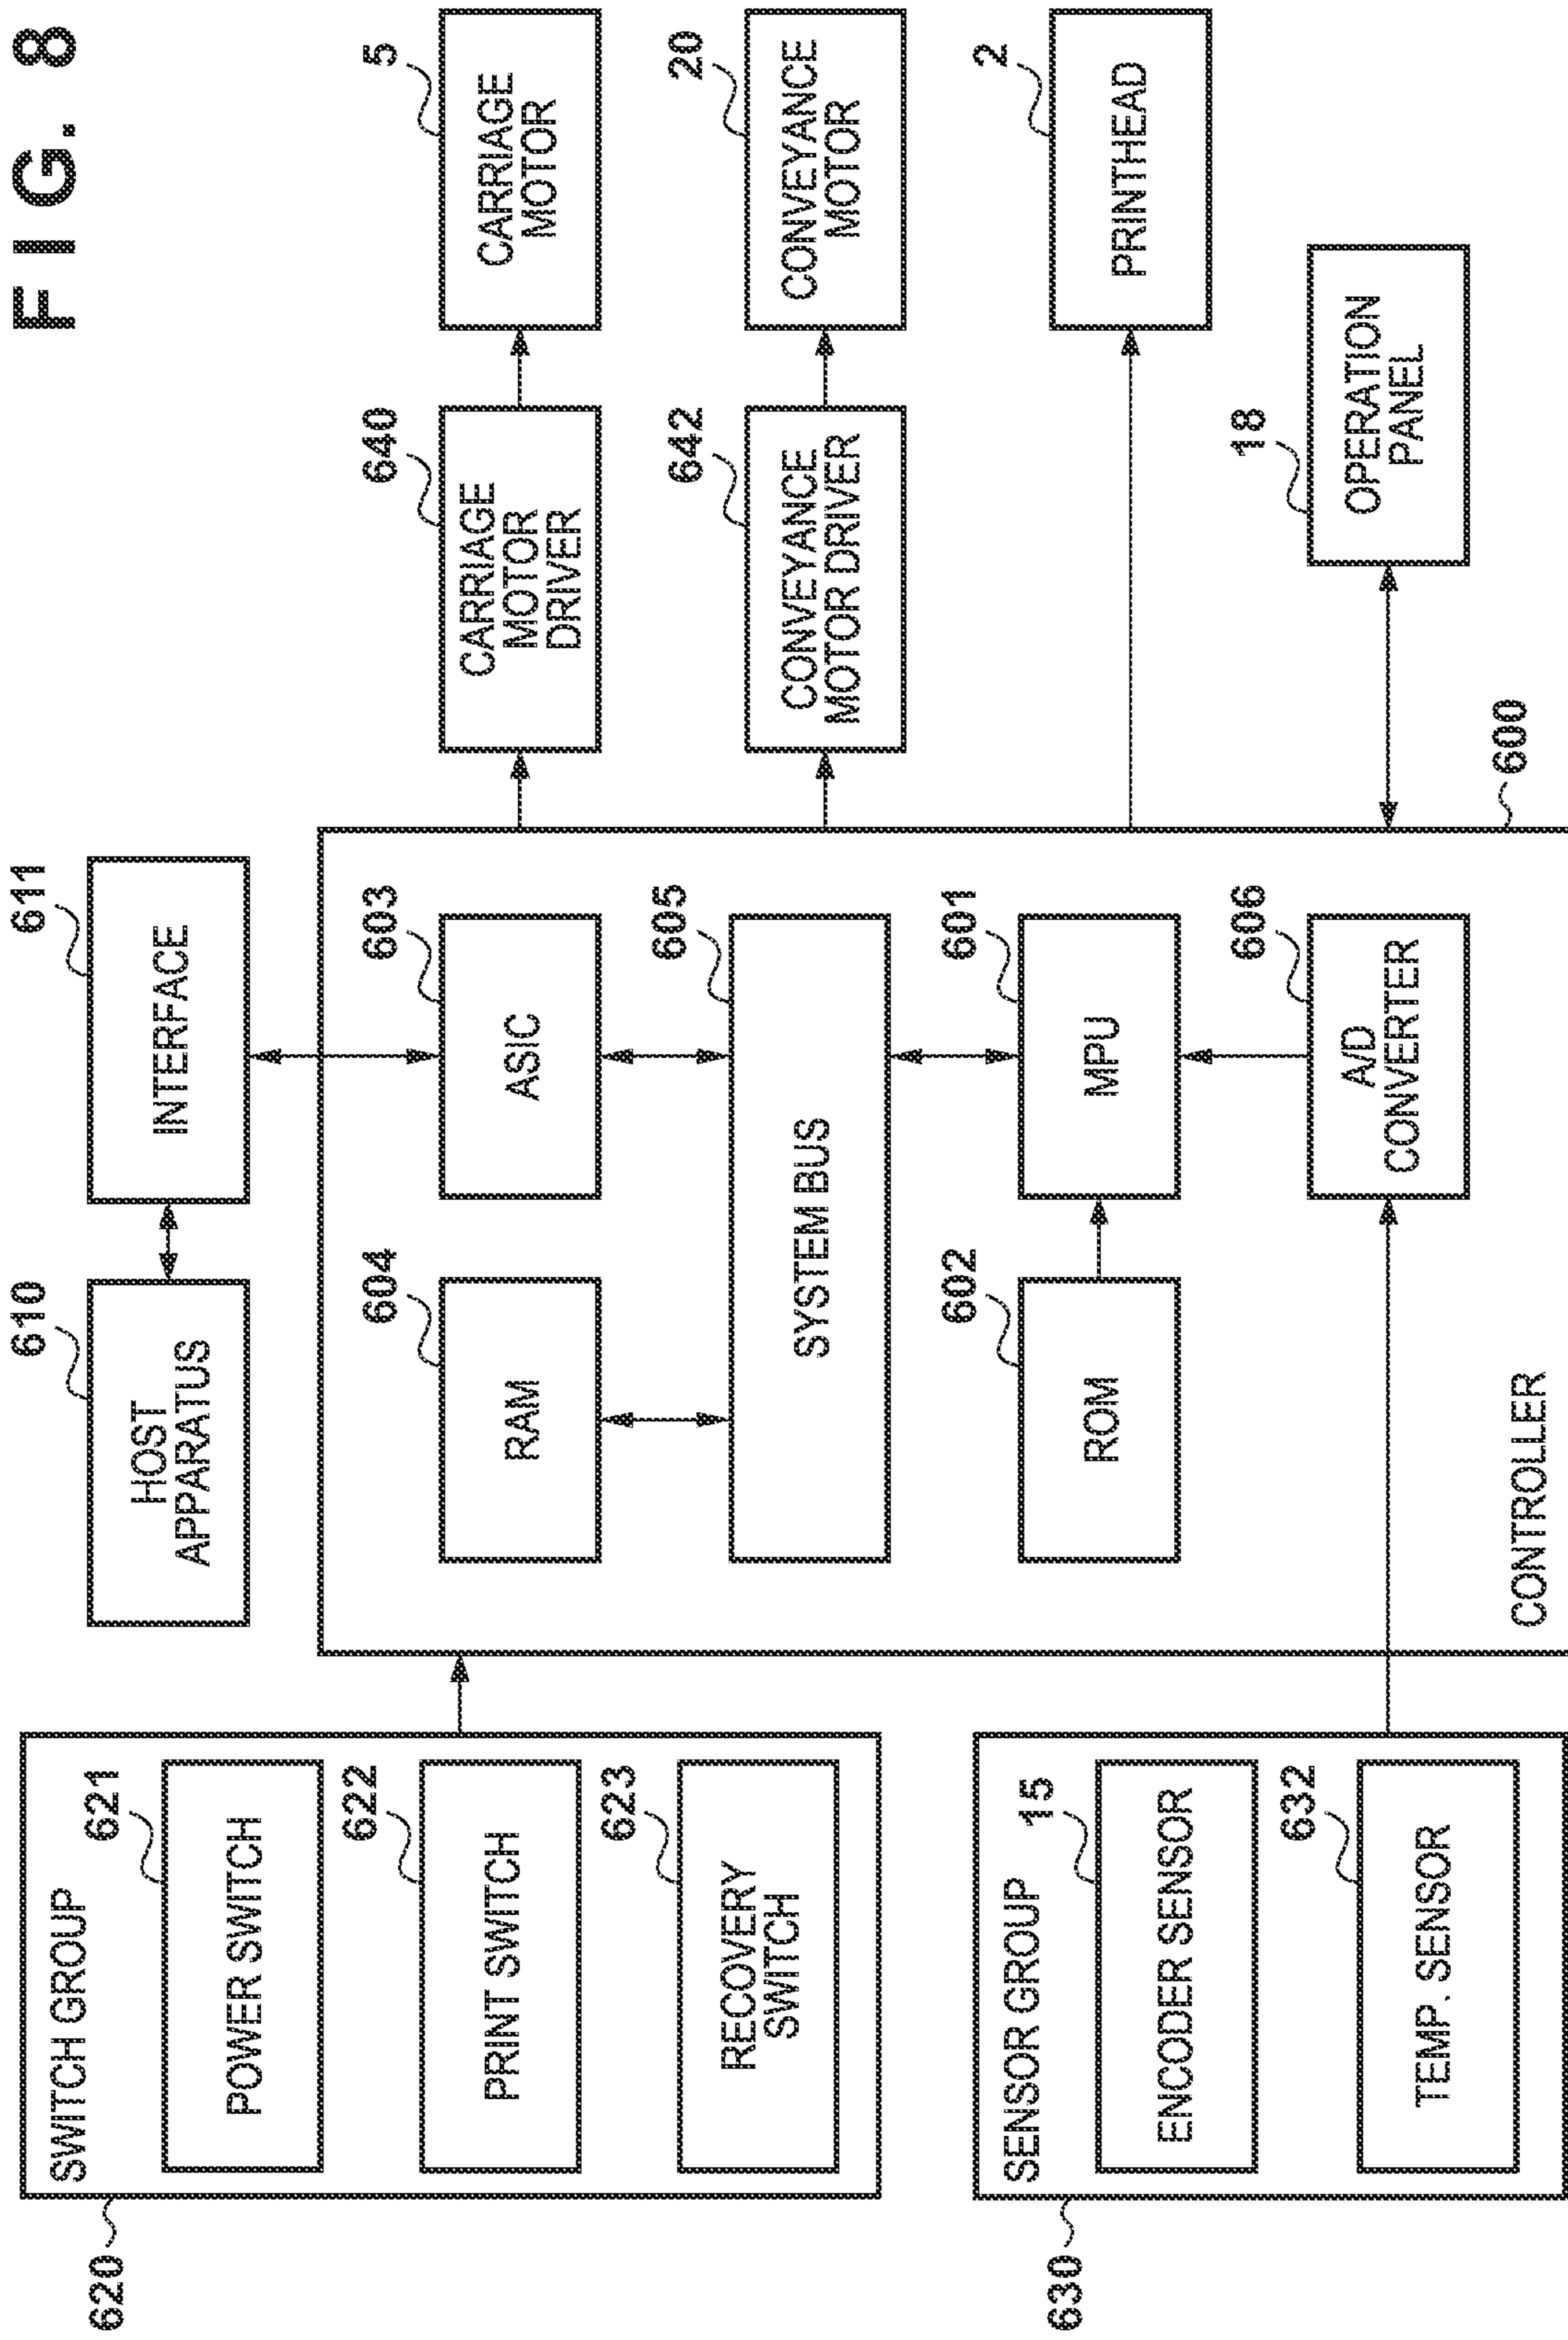 FIG. 8
610
HOST
APPARATUS
611
INTERFACE
620
SWITCH GROUP
621
POWER SWITCH
622
PRINT SWITCH
623
RECOVERY
SWITCH
630
SENSOR GROUP
15
ENCODER SENSOR
632
TEMP. SENSOR
604
RAM
603
ASIC
605
SYSTEM BUS
602
ROM
601
MPU
606
A/D
CONVERTER
CONTROLLER
600
640
CARRIAGE
MOTOR
DRIVER
5
CARRIAGE
MOTOR
642
CONVEYANCE
MOTOR DRIVER
20
CONVEYANCE
MOTOR
2
PRINTHEAD
18
OPERATION
PANEL